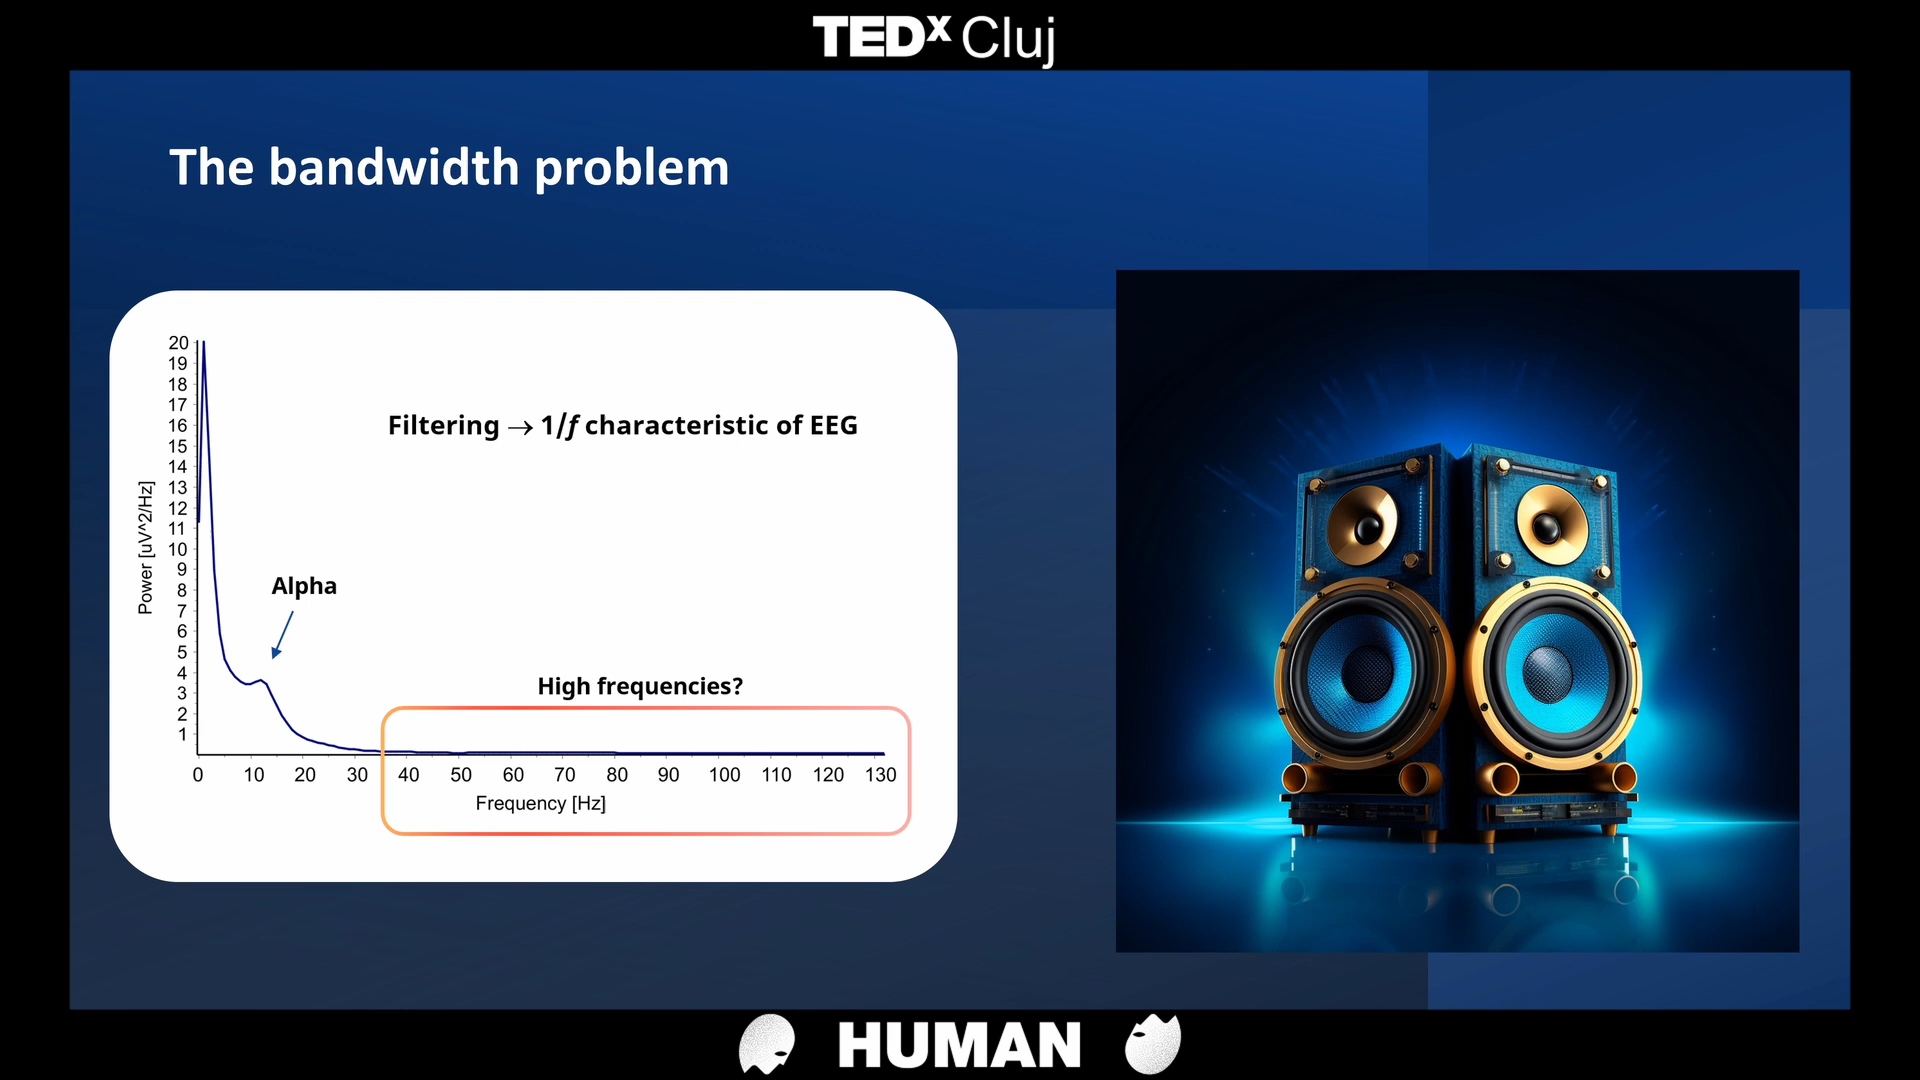 TEDx Cluj
The bandwidth problem
20
19
18
17
16
15
14
13
12
11
10
9
8
7
6
5
4
3
2
1
Power [uV^2/Hz]
Filtering → 1/f characteristic of EEG
Alpha
High frequencies?
0 10 20 30 40 50 60 70 80 90 100 110 120 130
Frequency [Hz]
HUMAN